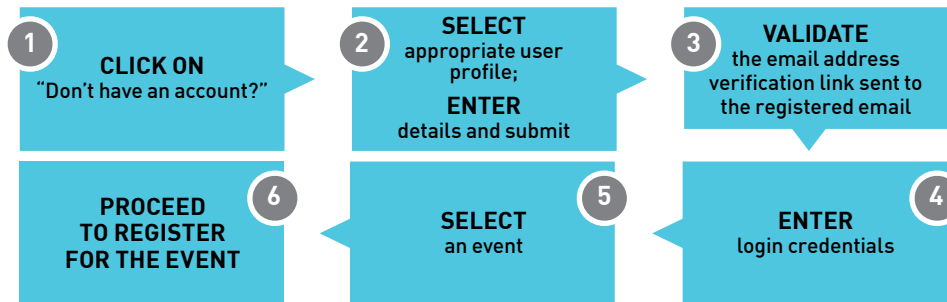 1
CLICK ON
“Don’t have an account?”
2
SELECT
appropriate user
profile;
ENTER
details and submit
3
VALIDATE
the email address
verification link sent to
the registered email
4
ENTER
login credentials
5
SELECT
an event
6
PROCEED
TO REGISTER
FOR THE EVENT